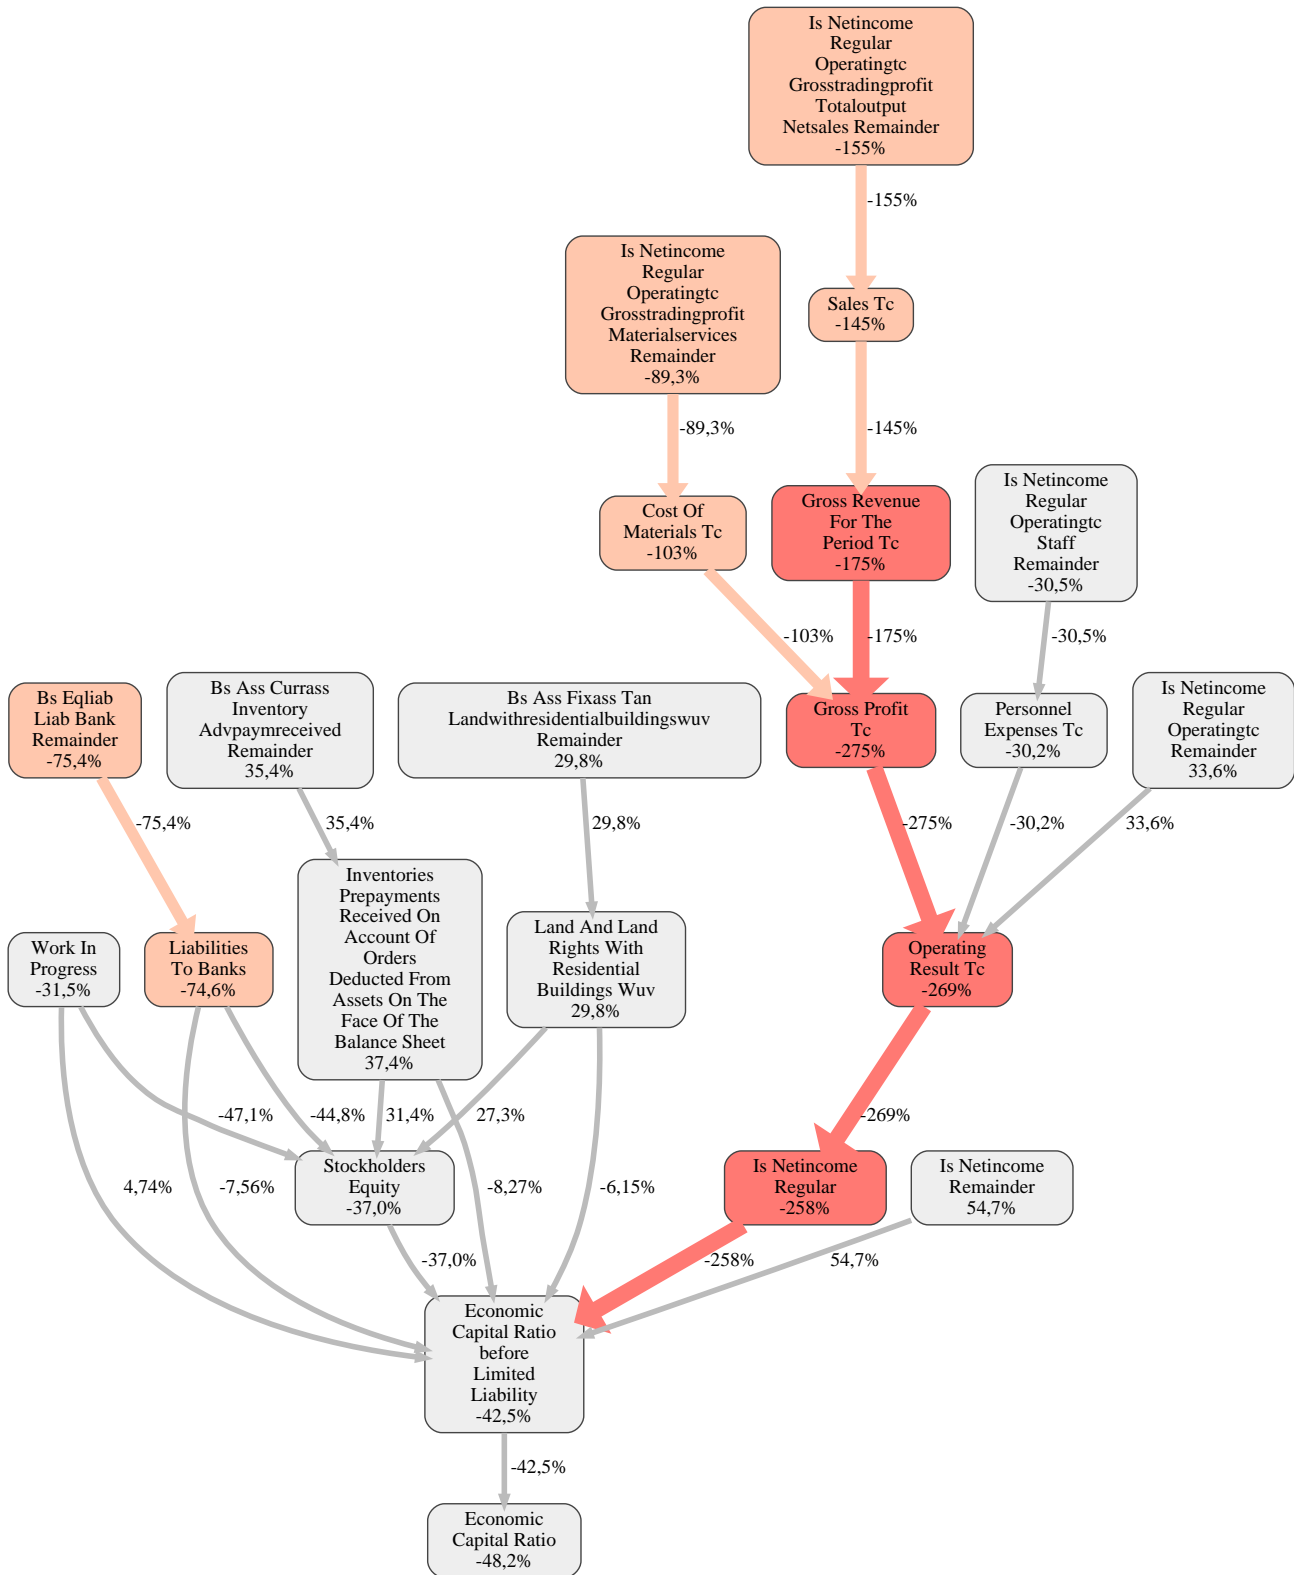 Is Netincome
Regular
Operatingtc
Grosstradingprofit
Totaloutput
Netsales Remainder
-155%
-155%
Is Netincome
Regular
Operatingtc
Grosstradingprofit
Materialservices
Remainder
-89,3%
Sales Tc
-145%
-89,3%
-145%
Is Netincome
Regular
Operatingtc
Staff
Remainder
-30,5%
Cost Of
Materials Tc
-103%
Gross Revenue
For The
Period Tc
-175%
-103%
-175%
-30,5%
Bs Eqliab
Liab Bank
Remainder
-75,4%
Bs Ass Currass
Inventory
Advpaymreceived
Remainder
35,4%
Bs Ass Fixass Tan
Landwithresidentialbuildingswuv
Remainder
29,8%
Gross Profit
Tc
-275%
Personnel
Expenses Tc
-30,2%
Is Netincome
Regular
Operatingtc
Remainder
33,6%
-75,4%
35,4%
29,8%
-275%
-30,2%
33,6%
Work In
Progress
-31,5%
Liabilities
To Banks
-74,6%
Inventories
Prepayments
Received On
Account Of
Orders
Deducted From
Assets On The
Face Of The
Balance Sheet
37,4%
Land And Land
Rights With
Residential
Buildings Wuv
29,8%
Operating
Result Tc
-269%
-47,1%
-44,8%
31,4%
27,3%
-269%
4,74%
-7,56%
Stockholders
Equity
-37,0%
-8,27%
-6,15%
Is Netincome
Regular
-258%
Is Netincome
Remainder
54,7%
-37,0%
-258%
54,7%
Economic
Capital Ratio
before
Limited
Liability
-42,5%
-42,5%
Economic
Capital Ratio
-48,2%